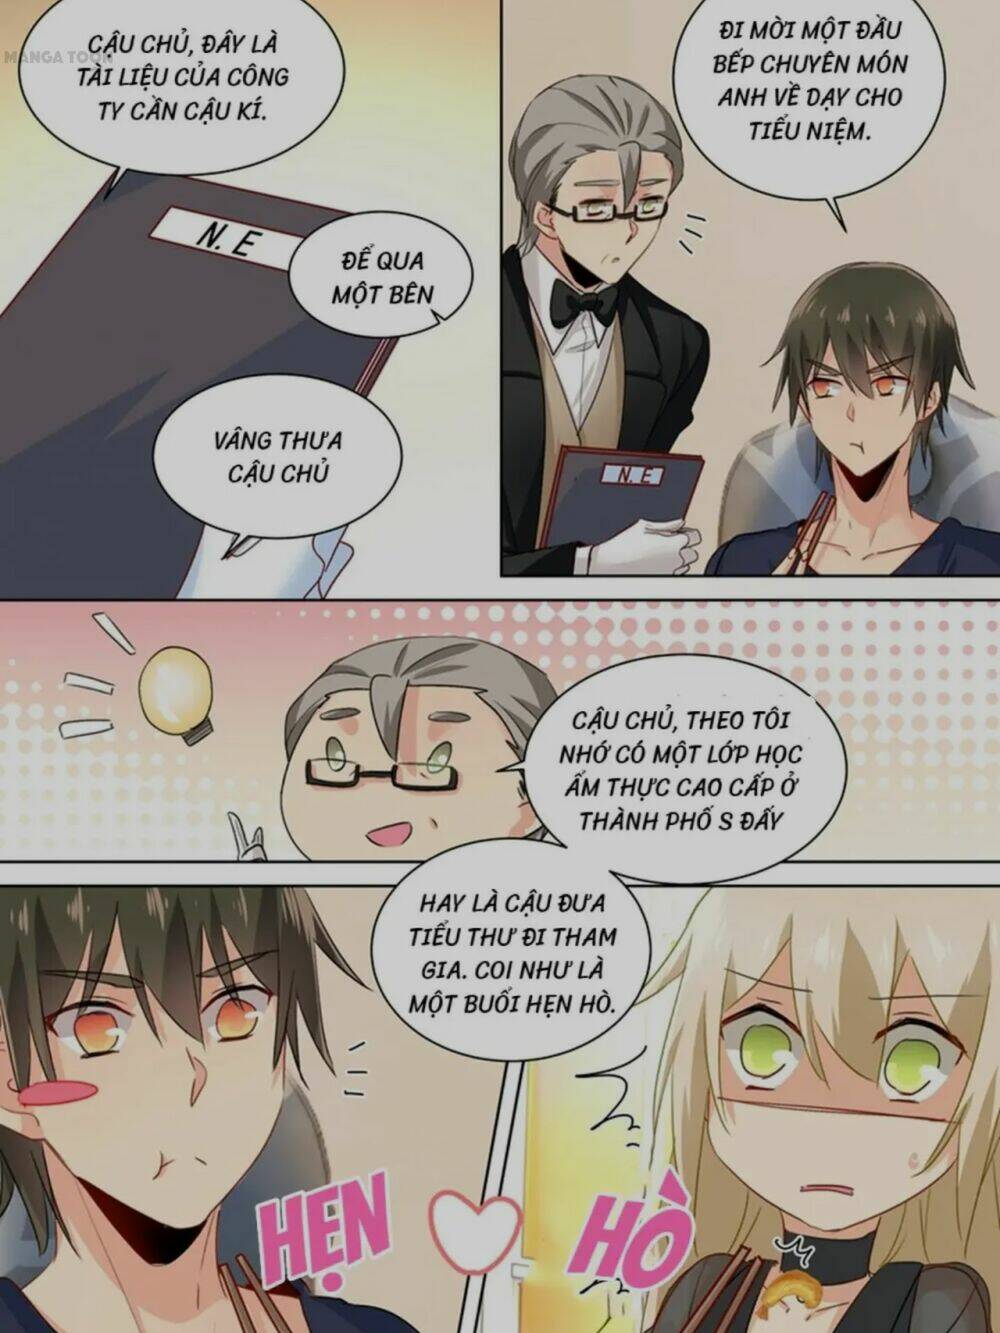 MANGA TOON
CẬU CHỦ, ĐÂY LÀ
TÀI LIỆU CỦA CÔNG
TY CẦN CẬU KÍ.
N. E
ĐỂ QUA
MỘT BÊN
VÂNG THƯA
CẬU CHỦ
ĐI MỜI MỘT ĐẦU
BẾP CHUYÊN MÓN
ANH VỀ DẠY CHO
TIỂU NIỆM.
N. E
CẬU CHỦ, THEO TÔI
NHỚ CÓ MỘT LỚP HỌC
ẨM THỰC CAO CẤP Ở
THÀNH PHỐ S ĐẤY
HAY LÀ CẬU ĐƯA
TIỂU THƯ ĐI THAM
GIA. COI NHƯ LÀ
MỘT BUỔI HẸN HÒ.
HẸN HÒ